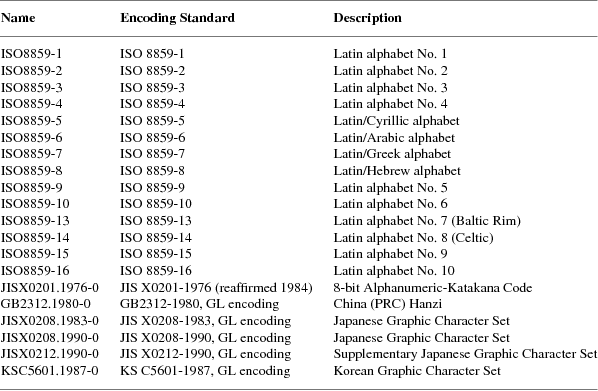 Name Encoding Standard Description
ISO8859-1 ISO 8859-1 Latin alphabet No. 1
ISO8859-2 ISO 8859-2 Latin alphabet No. 2
ISO8859-3 ISO 8859-3 Latin alphabet No. 3
ISO8859-4 ISO 8859-4 Latin alphabet No. 4
ISO8859-5 ISO 8859-5 Latin/Cyrillic alphabet
ISO8859-6 ISO 8859-6 Latin/Arabic alphabet
ISO8859-7 ISO 8859-7 Latin/Greek alphabet
ISO8859-8 ISO 8859-8 Latin/Hebrew alphabet
ISO8859-9 ISO 8859-9 Latin alphabet No. 5
ISO8859-10 ISO 8859-10 Latin alphabet No. 6
ISO8859-13 ISO 8859-13 Latin alphabet No. 7 (Baltic Rim)
ISO8859-14 ISO 8859-14 Latin alphabet No. 8 (Celtic)
ISO8859-15 ISO 8859-15 Latin alphabet No. 9
ISO8859-16 ISO 8859-16 Latin alphabet No. 10
JISX0201.1976-0 JIS X0201-1976 (reaffirmed 1984) 8-bit Alphanumeric-Katakana Code
GB2312.1980-0 GB2312-1980, GL encoding China (PRC) Hanzi
JISX0208.1983-0 JIS X0208-1983, GL encoding Japanese Graphic Character Set
JISX0208.1990-0 JIS X0208-1990, GL encoding Japanese Graphic Character Set
JISX0212.1990-0 JIS X0212-1990, GL encoding Supplementary Japanese Graphic Character Set
KSC5601.1987-0 KS C5601-1987, GL encoding Korean Graphic Character Set